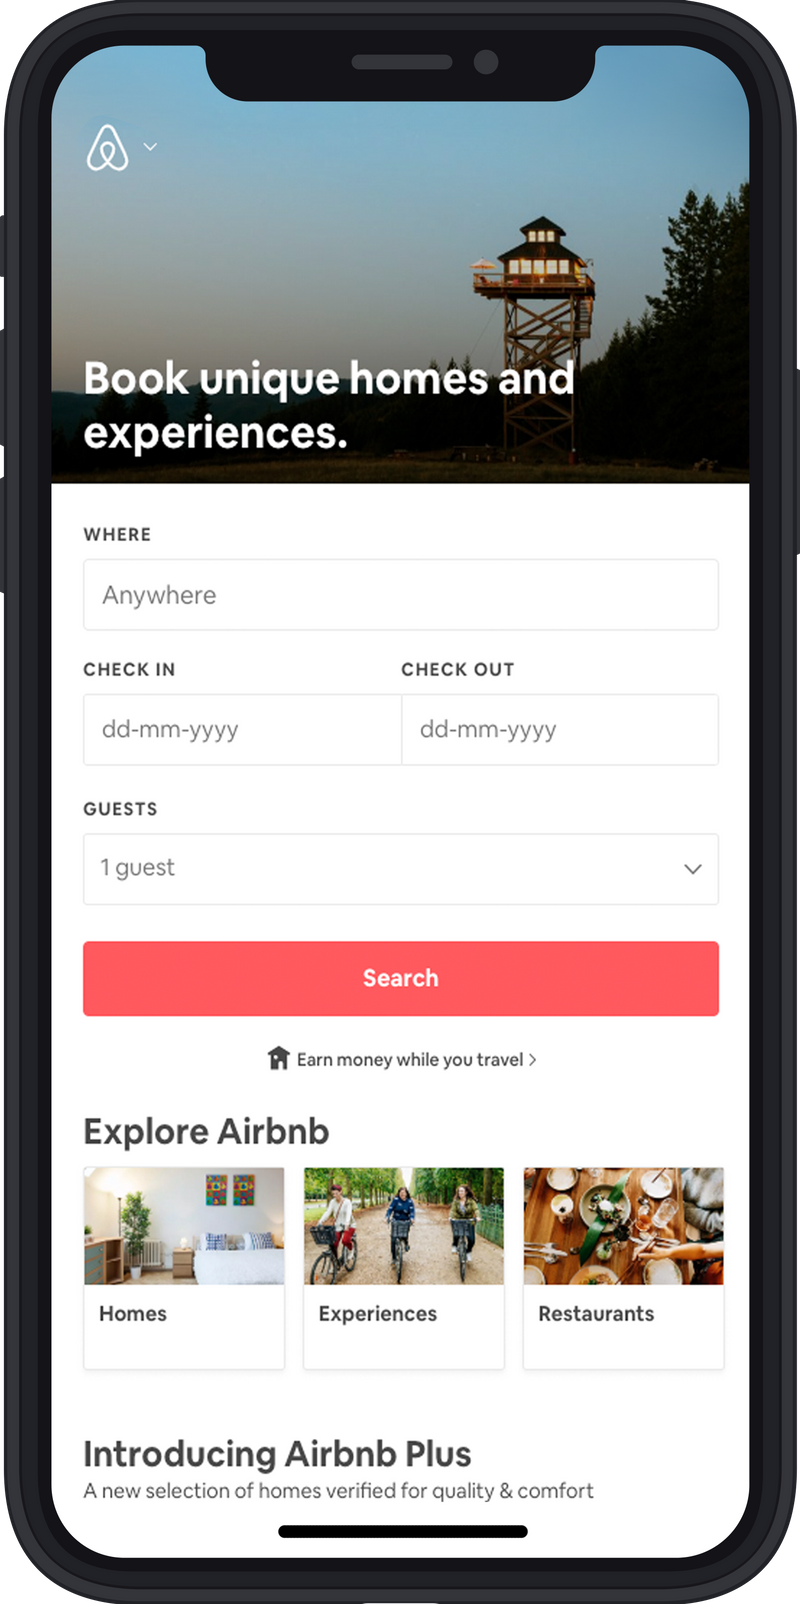 Book unique homes and
experiences.
WHERE
Anywhere
CHECK IN
CHECK OUT
dd-mm-yyyy
dd-mm-yyyy
GUESTS
1 guest
Search
Earn money while you travel
Explore Airbnb
Homes
Experiences
Restaurants
Introducing Airbnb Plus
A new selection of homes verified for quality & comfort